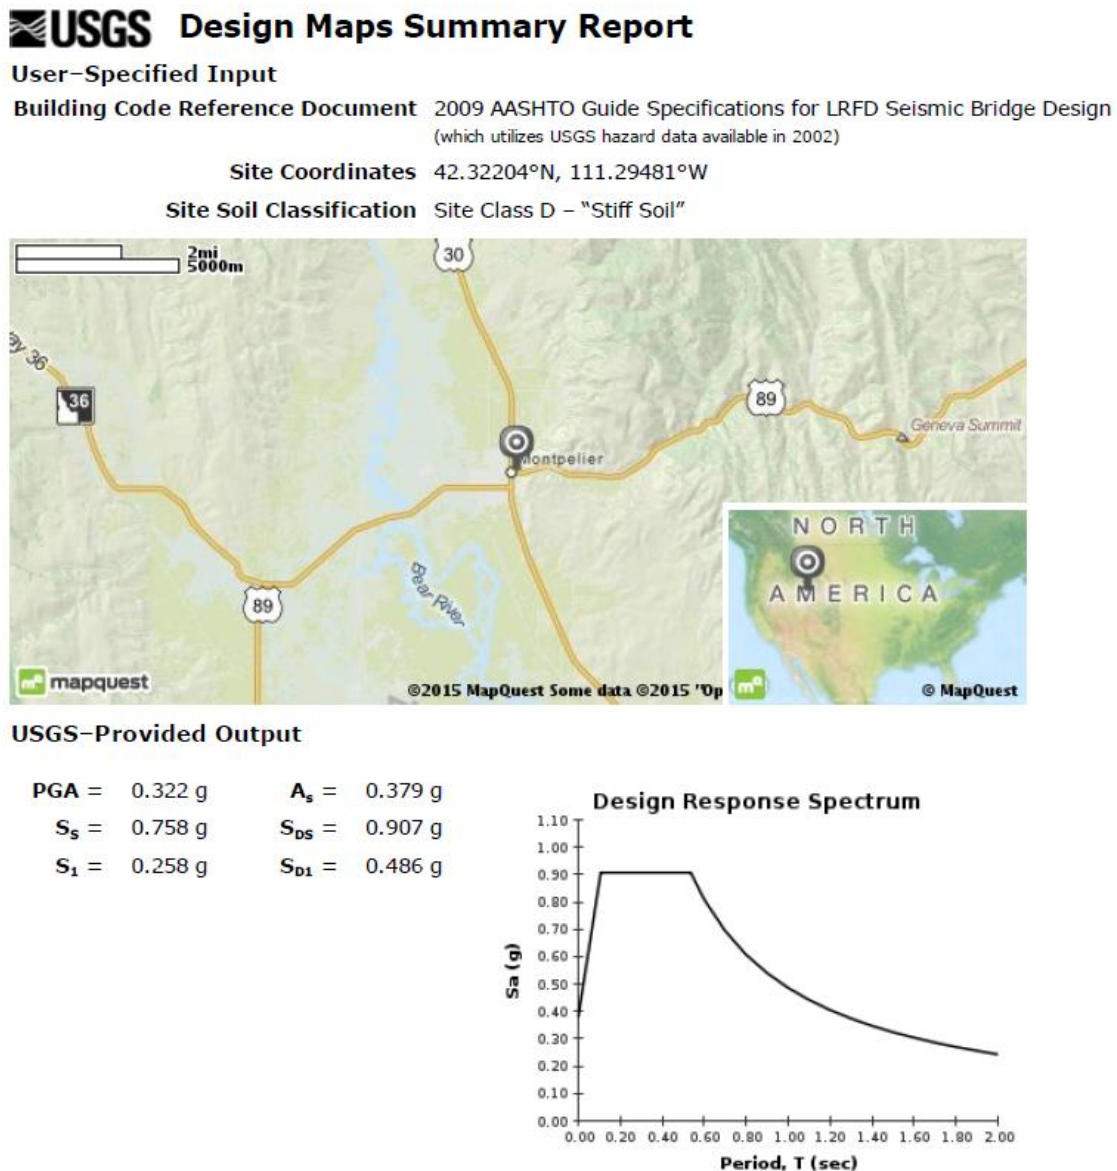 USGS Design Maps Summary Report
User–Specified Input
Building Code Reference Document 2009 AASHTO Guide Specifications for LRFD Seismic Bridge Design
(which utilizes USGS hazard data available in 2002)
Site Coordinates 42.32204°N, 111.29481°W
Site Soil Classification Site Class D – “Stiff Soil”
2mi
5000m
30
ay 36
36
89
Geneva Summit
Montpelier
NORTH
AMERICA
Bear River
89
mapquest
©2015 MapQuest Some data ©2015 "Op
© MapQuest
USGS–Provided Output
PGA = 0.322 g As = 0.379 g
SS = 0.758 g SDS = 0.907 g
S1 = 0.258 g SD1 = 0.486 g
Design Response Spectrum
1.10
1.00
0.90
0.80
0.70
0.60
0.50
0.40
0.30
0.20
0.10
0.00
Sa (g)
0.00 0.20 0.40 0.60 0.80 1.00 1.20 1.40 1.60 1.80 2.00
Period, T (sec)